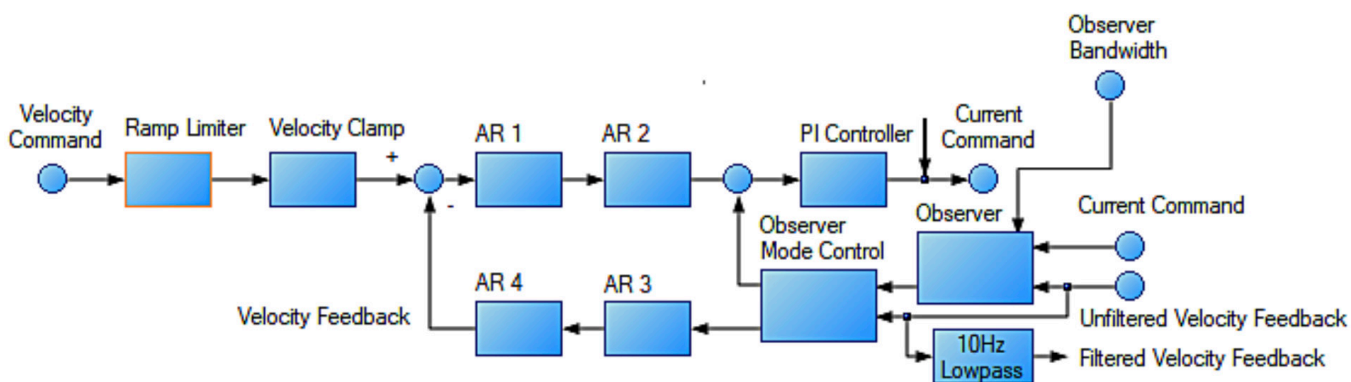 Observer
Bandwidth
Velocity
Command
Ramp Limiter
Velocity Clamp
+
-
AR 1
AR 2
PI Controller
Current
Command
Observer
Mode Control
Observer
Current Command
Velocity Feedback
AR 4
AR 3
Unfiltered Velocity Feedback
10Hz
Lowpass
Filtered Velocity Feedback